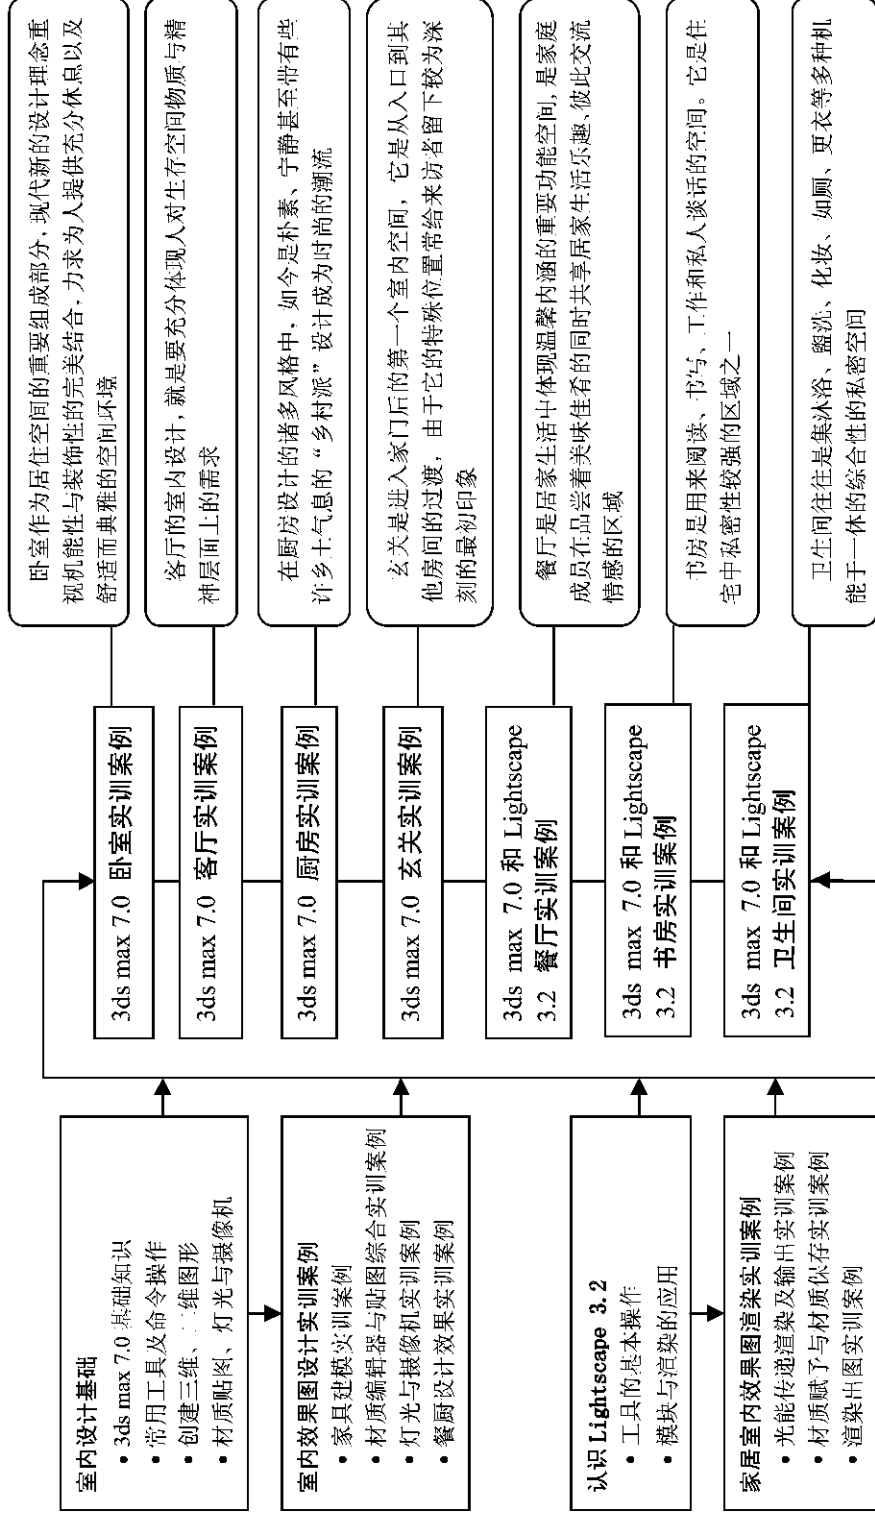 室内设计基础
• 3ds max 7.0 基础知识
• 常用工具及命令操作
• 创建三维、二维图形
• 材质贴图、灯光与摄像机
室内效果图设计实训案例
• 家具建模实训案例
• 材质编辑器与贴图综合实训案例
• 灯光与摄像机实训案例
• 餐厨设计效果实训案例
认识 Lightscape 3.2
• 工具的基本操作
• 模块与渲染的应用
家居室内效果图渲染实训案例
• 光能传递渲染及输出实训案例
• 材质赋予与材质保存实训案例
• 渲染出图实训案例
3ds max 7.0 卧室实训案例
3ds max 7.0 客厅实训案例
3ds max 7.0 厨房实训案例
3ds max 7.0 玄关实训案例
3ds max 7.0 和 Lightscape
3.2 餐厅实训案例
3ds max 7.0 和 Lightscape
3.2 书房实训案例
3ds max 7.0 和 Lightscape
3.2 卫生间实训案例
卧室作为居住空间的重要组成部分，现代新的设计理念重
视机能性与装饰性的完美结合，力求为人提供充分休息以及
舒适而典雅的空间环境
客厅的室内设计，就是要充分体现人对生存空间物质与精
神层面上的需求
在厨房设计的诸多风格中，如今是朴素、宁静甚至带有些
许乡土气息的“乡村派”设计成为时尚的潮流
玄关是进入家门后的第一个室内空间，它是从入口到其
他房间的过渡，由于它的特殊位置常给来访者留下较为深
刻的最初印象
餐厅是居家生活中体现温馨内涵的重要功能空间，是家庭
成员在品尝着美味佳肴的同时共享居家生活乐趣、彼此交流
情感的区域
书房是用来阅读、书写、工作和私人谈话的空间。它是住
宅中私密性较强的区域之一
卫生间往往是集沐浴、盥洗、化妆、如厕、更衣等多种机
能于一体的综合性的私密空间